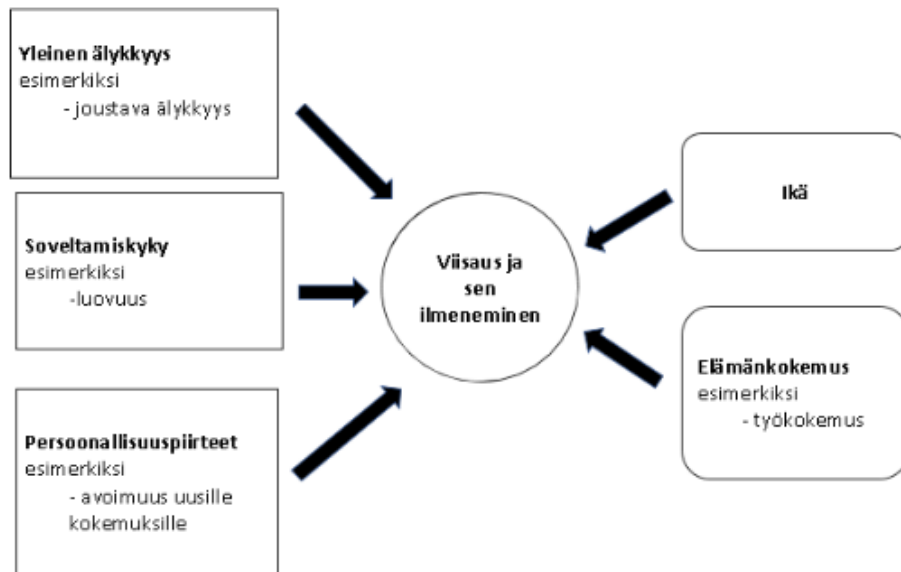 Yleinen älykkyys
esimerkiksi
- joustava älykkyys
Soveltamiskyky
esimerkiksi
-luovuus
Persoonallisuuspiirteet
esimerkiksi
- avoimuus uusille
kokemuksille
Viisaus ja
sen
ilmeneminen
Ikä
Elämänkokemus
esimerkiksi
- työkokemus